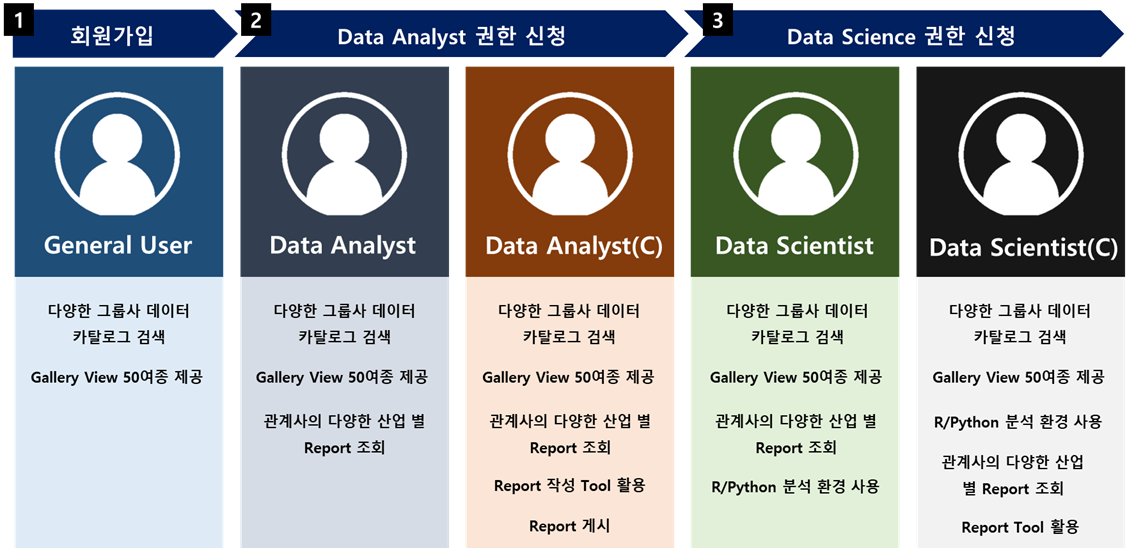 1
회원가입
2
Data Analyst 권한 신청
3
Data Science 권한 신청
General User
다양한 그룹사 데이터
카탈로그 검색
Gallery View 50여종 제공
Data Analyst
다양한 그룹사 데이터
카탈로그 검색
Gallery View 50여종 제공
관계사의 다양한 산업 별
Report 조회
Data Analyst(C)
다양한 그룹사 데이터
카탈로그 검색
Gallery View 50여종 제공
관계사의 다양한 산업 별
Report 조회
Report 작성 Tool 활용
Report 게시
Data Scientist
다양한 그룹사 데이터
카탈로그 검색
Gallery View 50여종 제공
관계사의 다양한 산업 별
Report 조회
R/Python 분석 환경 사용
Data Scientist(C)
다양한 그룹사 데이터
카탈로그 검색
Gallery View 50여종 제공
R/Python 분석 환경 사용
관계사의 다양한 산업
별 Report 조회
Report Tool 활용